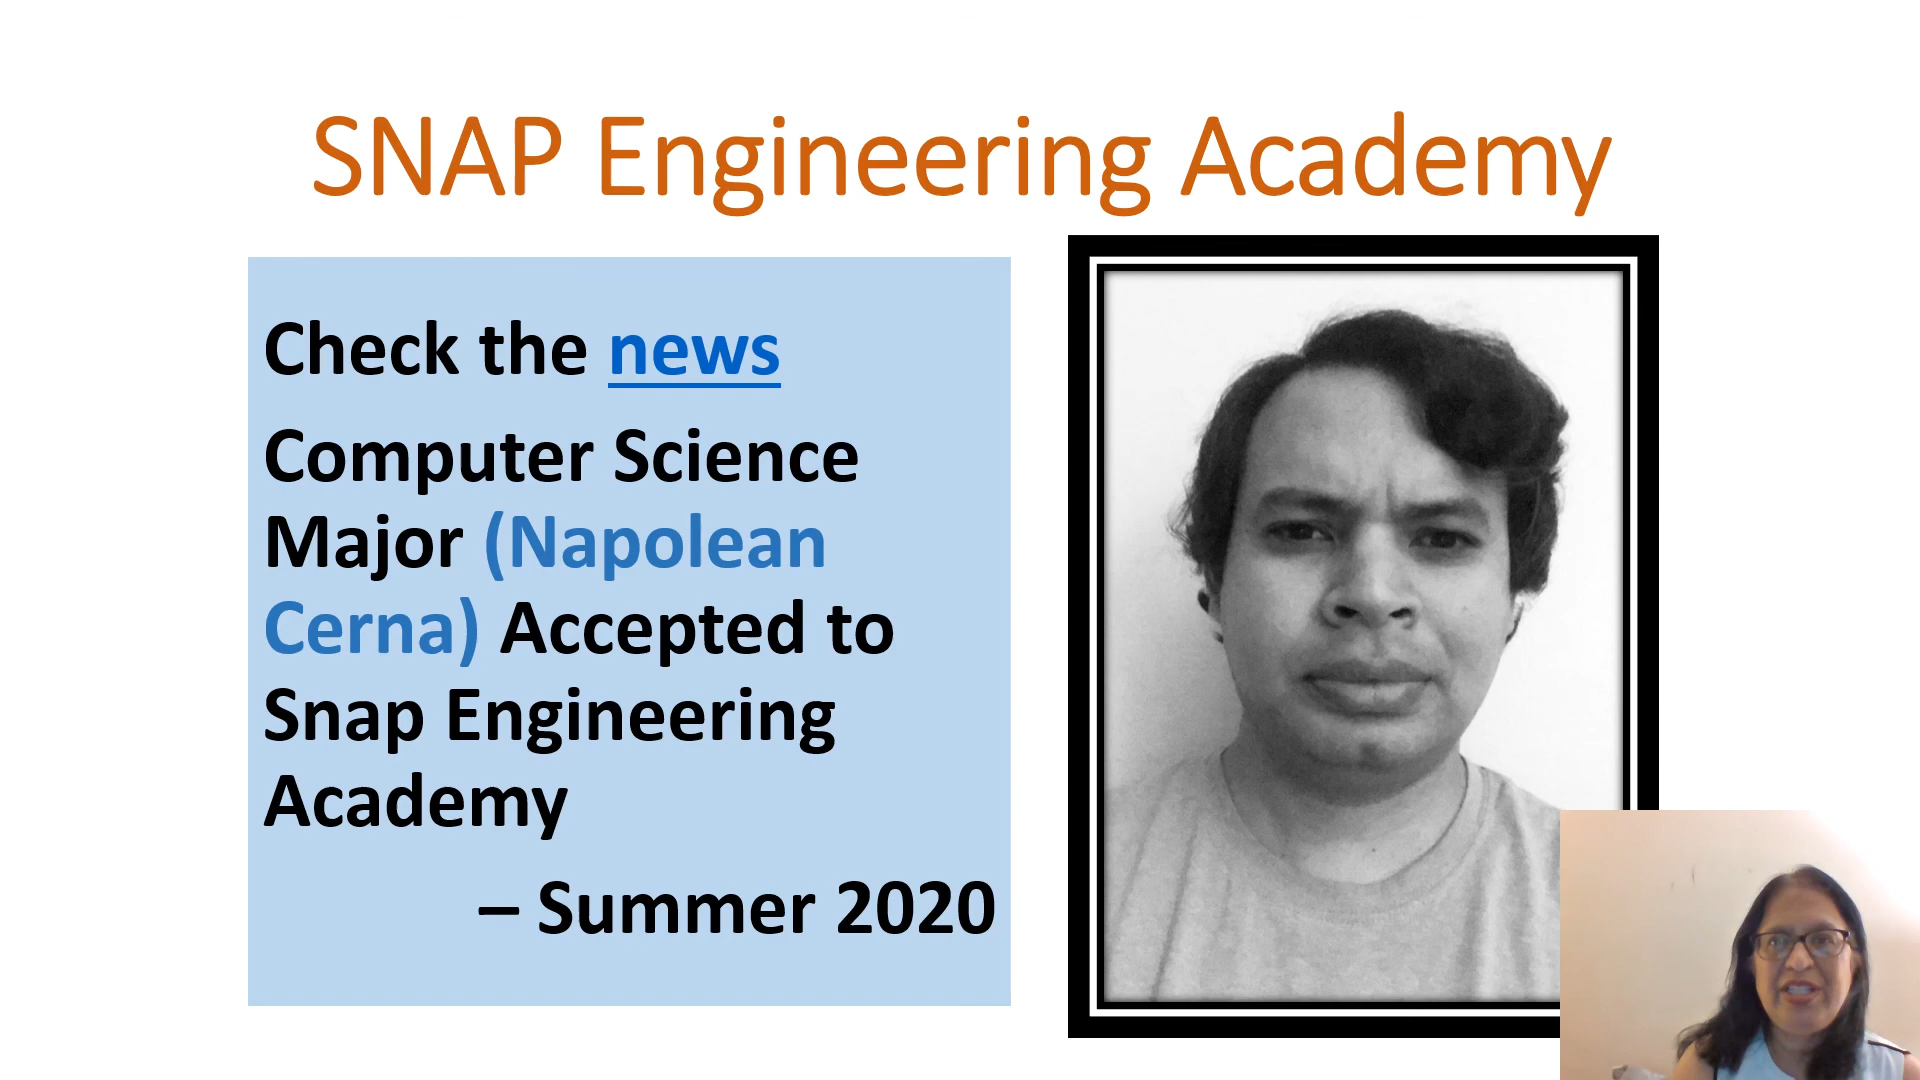 SNAP Engineering Academy
Check the news
Computer Science
Major (Napolean
Cerna) Accepted to
Snap Engineering
Academy
– Summer 2020